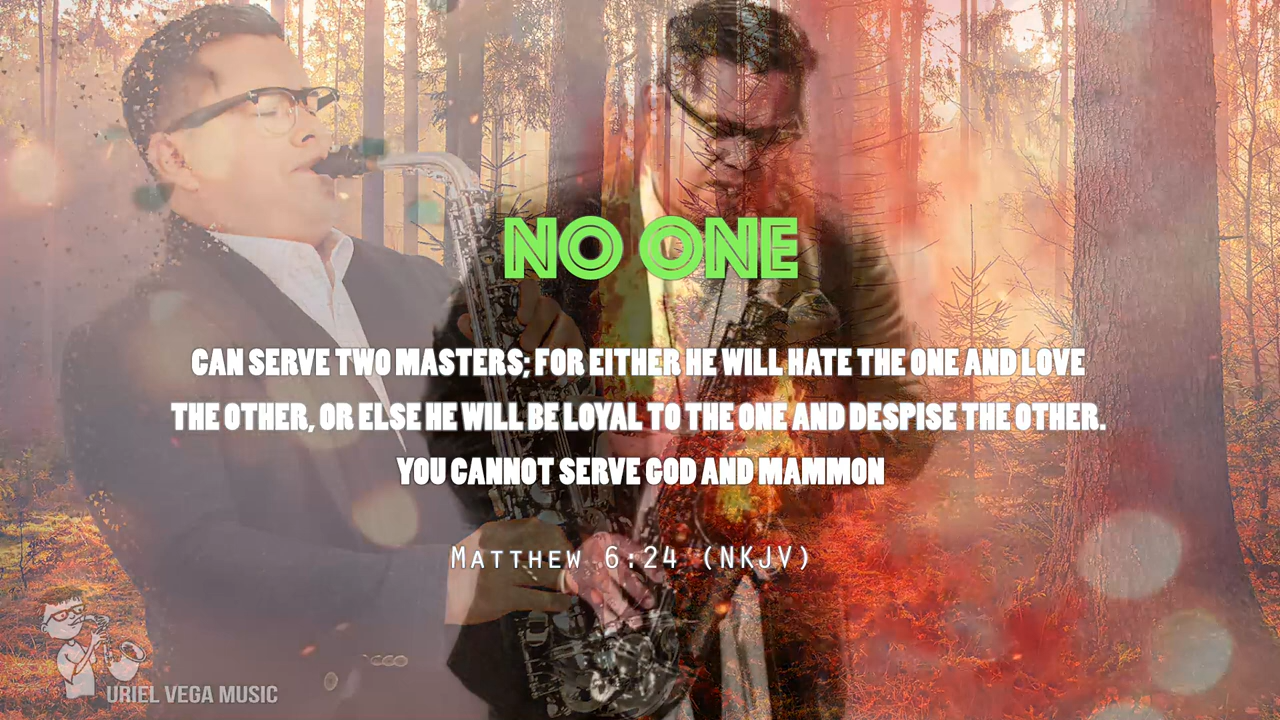 NO ONE
CAN SERVE TWO MASTERS; FOR EITHER HE WILL HATE THE ONE AND LOVE
THE OTHER, OR ELSE HE WILL BE LOYAL TO THE ONE AND DESPISE THE OTHER.
YOU CANNOT SERVE GOD AND MAMMON
Matthew 6:24 (NKJV)
URIEL VEGA MUSIC